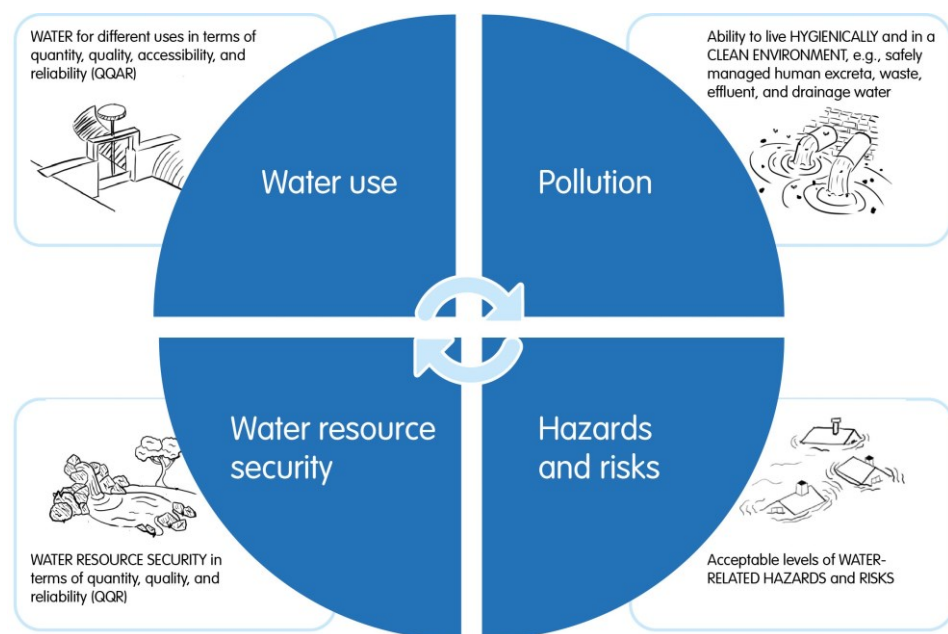 WATER for different uses in terms of
quantity, quality, accessibility, and
reliability (QQAR)
Ability to live HYGIENICALLY and in a
CLEAN ENVIRONMENT, e.g., safely
managed human excreta, waste,
effluent, and drainage water
Water use
Pollution
Water resource
security
Hazards
and risks
WATER RESOURCE SECURITY in
terms of quantity, quality, and
reliability (QQR)
Acceptable levels of WATER-
RELATED HAZARDS and RISKS